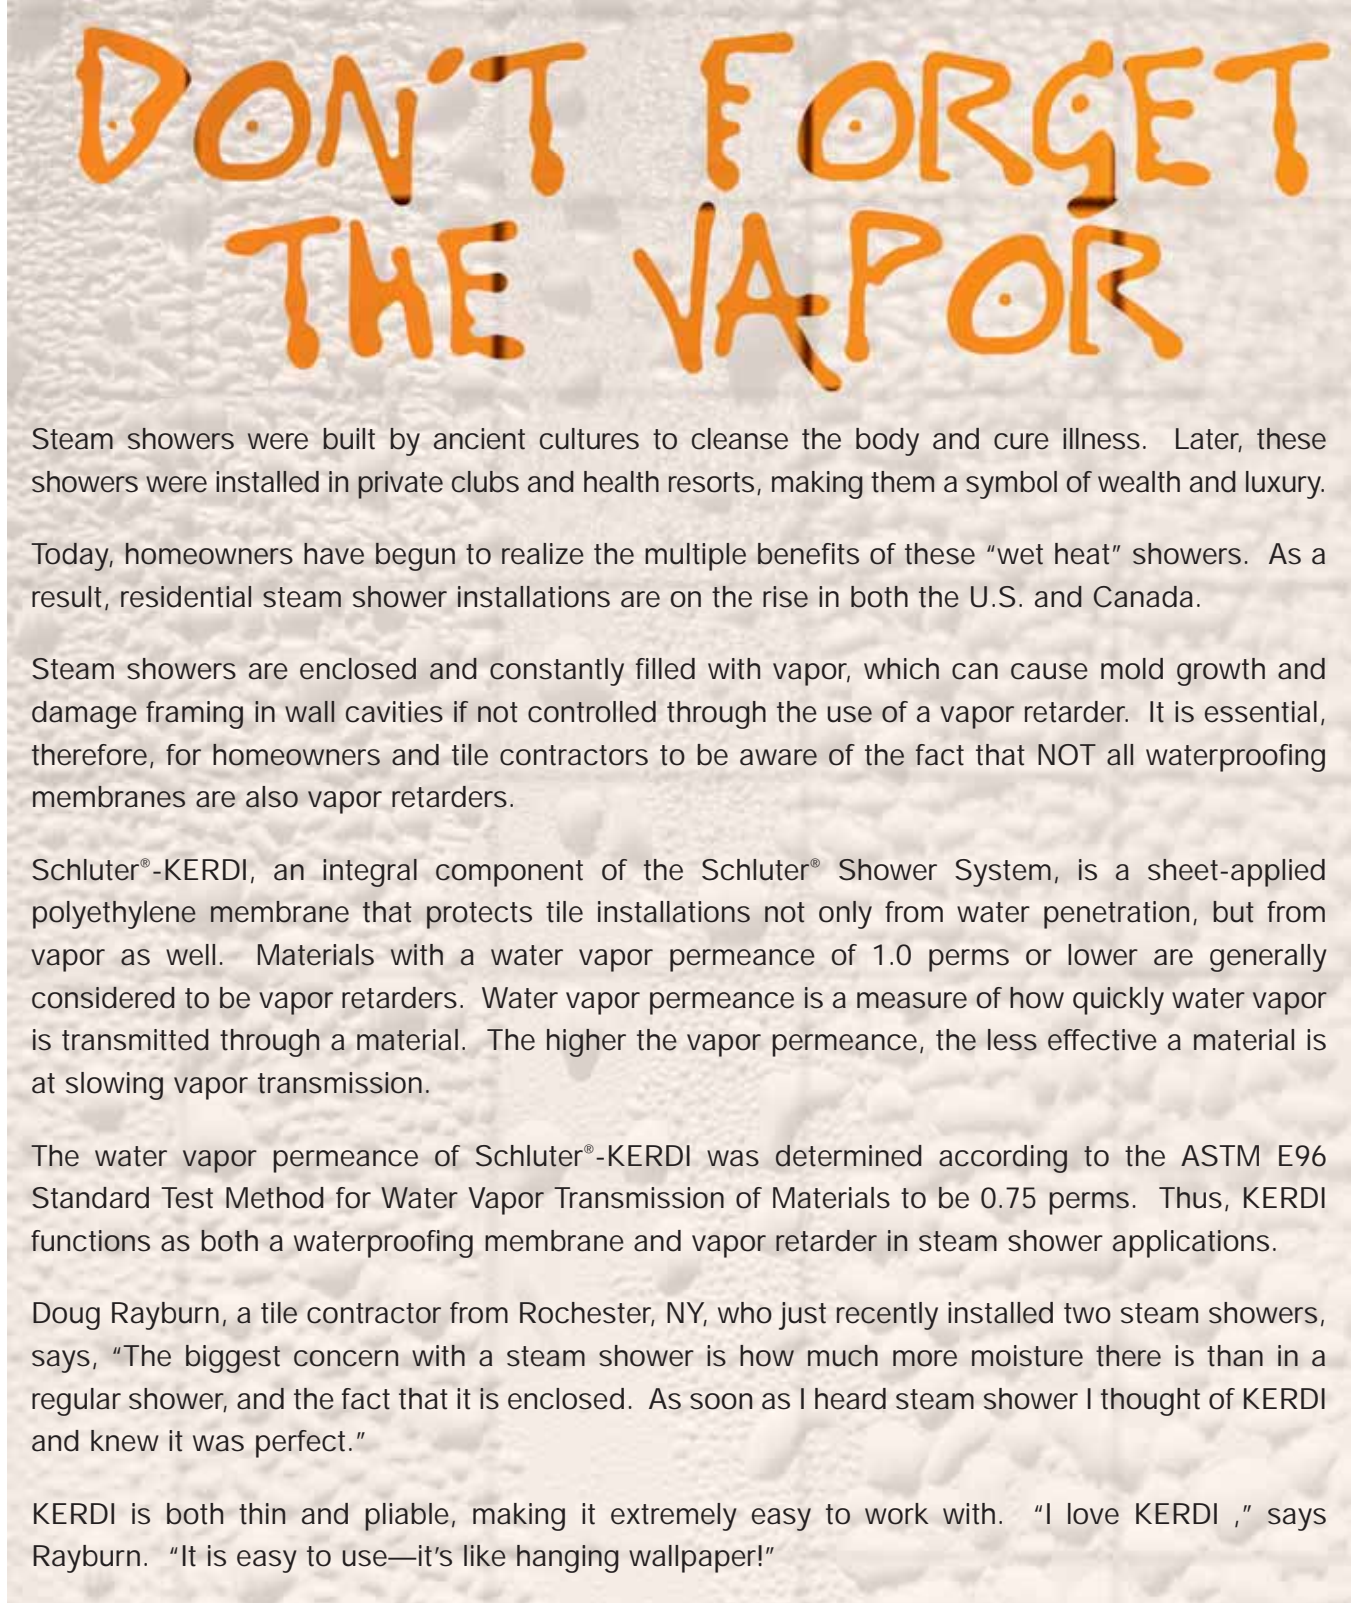 DON'T FORGET
THE VAPOR
Steam showers were built by ancient cultures to cleanse the body and cure illness. Later, these
showers were installed in private clubs and health resorts, making them a symbol of wealth and luxury.
Today, homeowners have begun to realize the multiple benefits of these “wet heat” showers. As a
result, residential steam shower installations are on the rise in both the U.S. and Canada.
Steam showers are enclosed and constantly filled with vapor, which can cause mold growth and
damage framing in wall cavities if not controlled through the use of a vapor retarder. It is essential,
therefore, for homeowners and tile contractors to be aware of the fact that NOT all waterproofing
membranes are also vapor retarders.
Schluter®-KERDI, an integral component of the Schluter® Shower System, is a sheet-applied
polyethylene membrane that protects tile installations not only from water penetration, but from
vapor as well. Materials with a water vapor permeance of 1.0 perms or lower are generally
considered to be vapor retarders. Water vapor permeance is a measure of how quickly water vapor
is transmitted through a material. The higher the vapor permeance, the less effective a material is
at slowing vapor transmission.
The water vapor permeance of Schluter®-KERDI was determined according to the ASTM E96
Standard Test Method for Water Vapor Transmission of Materials to be 0.75 perms. Thus, KERDI
functions as both a waterproofing membrane and vapor retarder in steam shower applications.
Doug Rayburn, a tile contractor from Rochester, NY, who just recently installed two steam showers,
says, “The biggest concern with a steam shower is how much more moisture there is than in a
regular shower, and the fact that it is enclosed. As soon as I heard steam shower I thought of KERDI
and knew it was perfect.”
KERDI is both thin and pliable, making it extremely easy to work with. “I love KERDI ,” says
Rayburn. “It is easy to use—it’s like hanging wallpaper!”